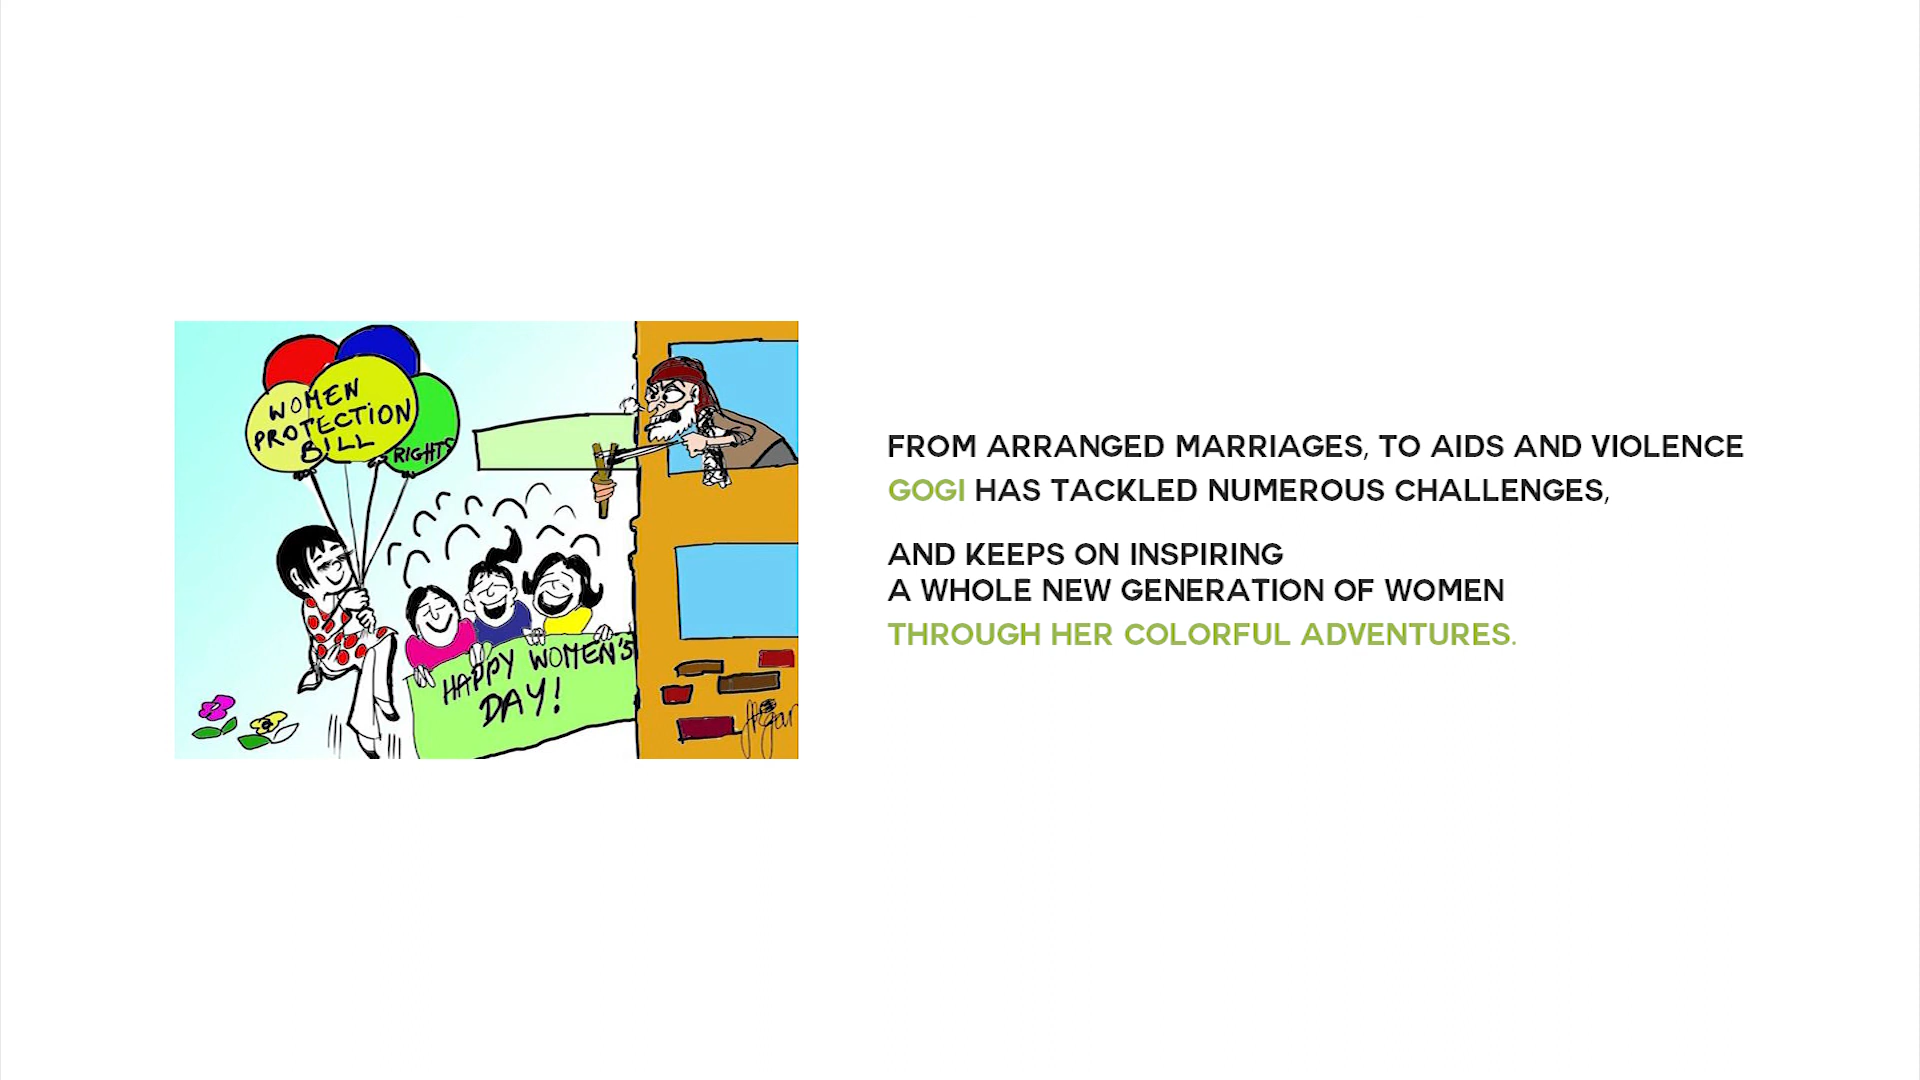 WOMEN
PROTECTION
BILL
RIGHTS
HAPPY WOMEN'S
DAY!
FROM ARRANGED MARRIAGES, TO AIDS AND VIOLENCE
GOGI HAS TACKLED NUMEROUS CHALLENGES,
AND KEEPS ON INSPIRING
A WHOLE NEW GENERATION OF WOMEN
THROUGH HER COLORFUL ADVENTURES.